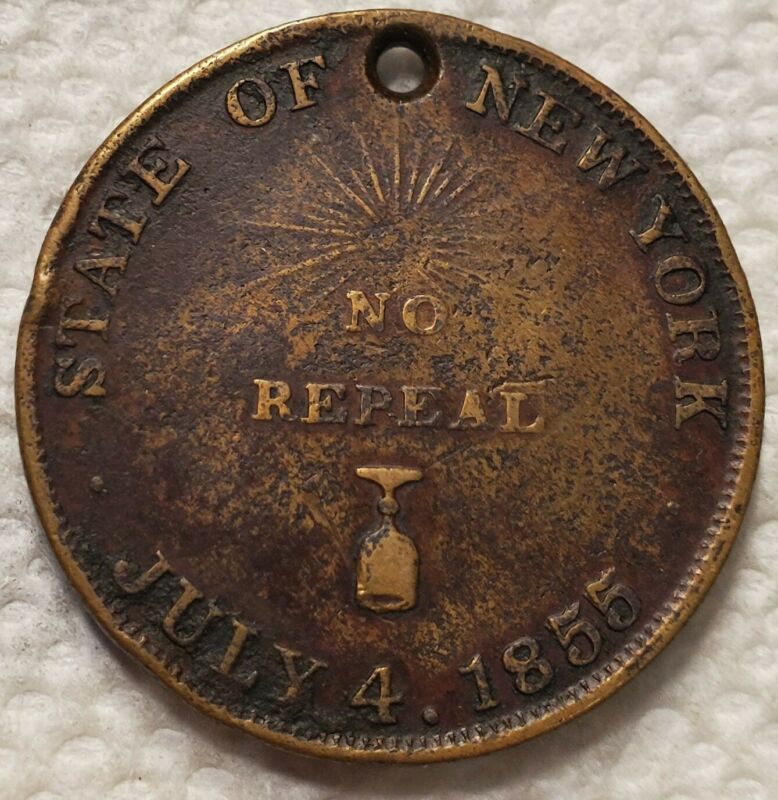 STATE OF NEW YORK
NO
REPEAL
JULY 4. 1855